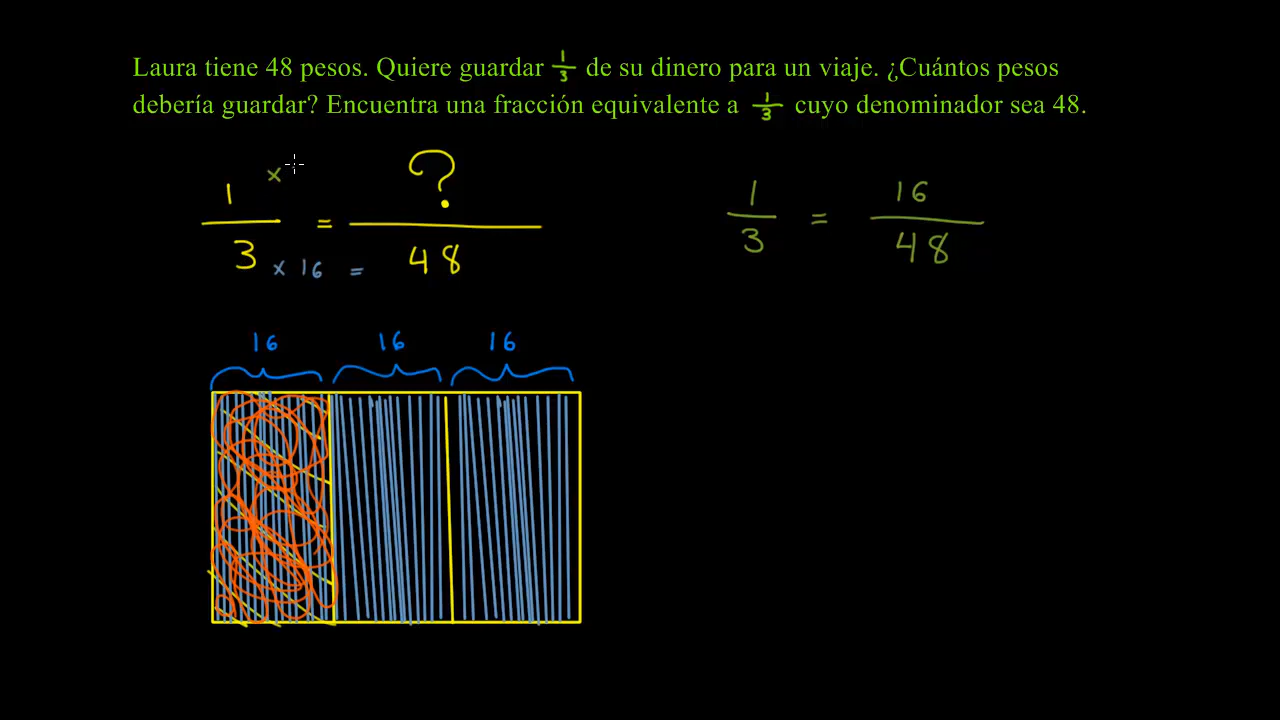 Laura tiene 48 pesos. Quiere guardar 1/3 de su dinero para un viaje. ¿Cuántos pesos
debería guardar? Encuentra una fracción equivalente a 1/3 cuyo denominador sea 48.
1 × ?
3 × 16 = 48
=
1 = 16
3 48
16 16 16